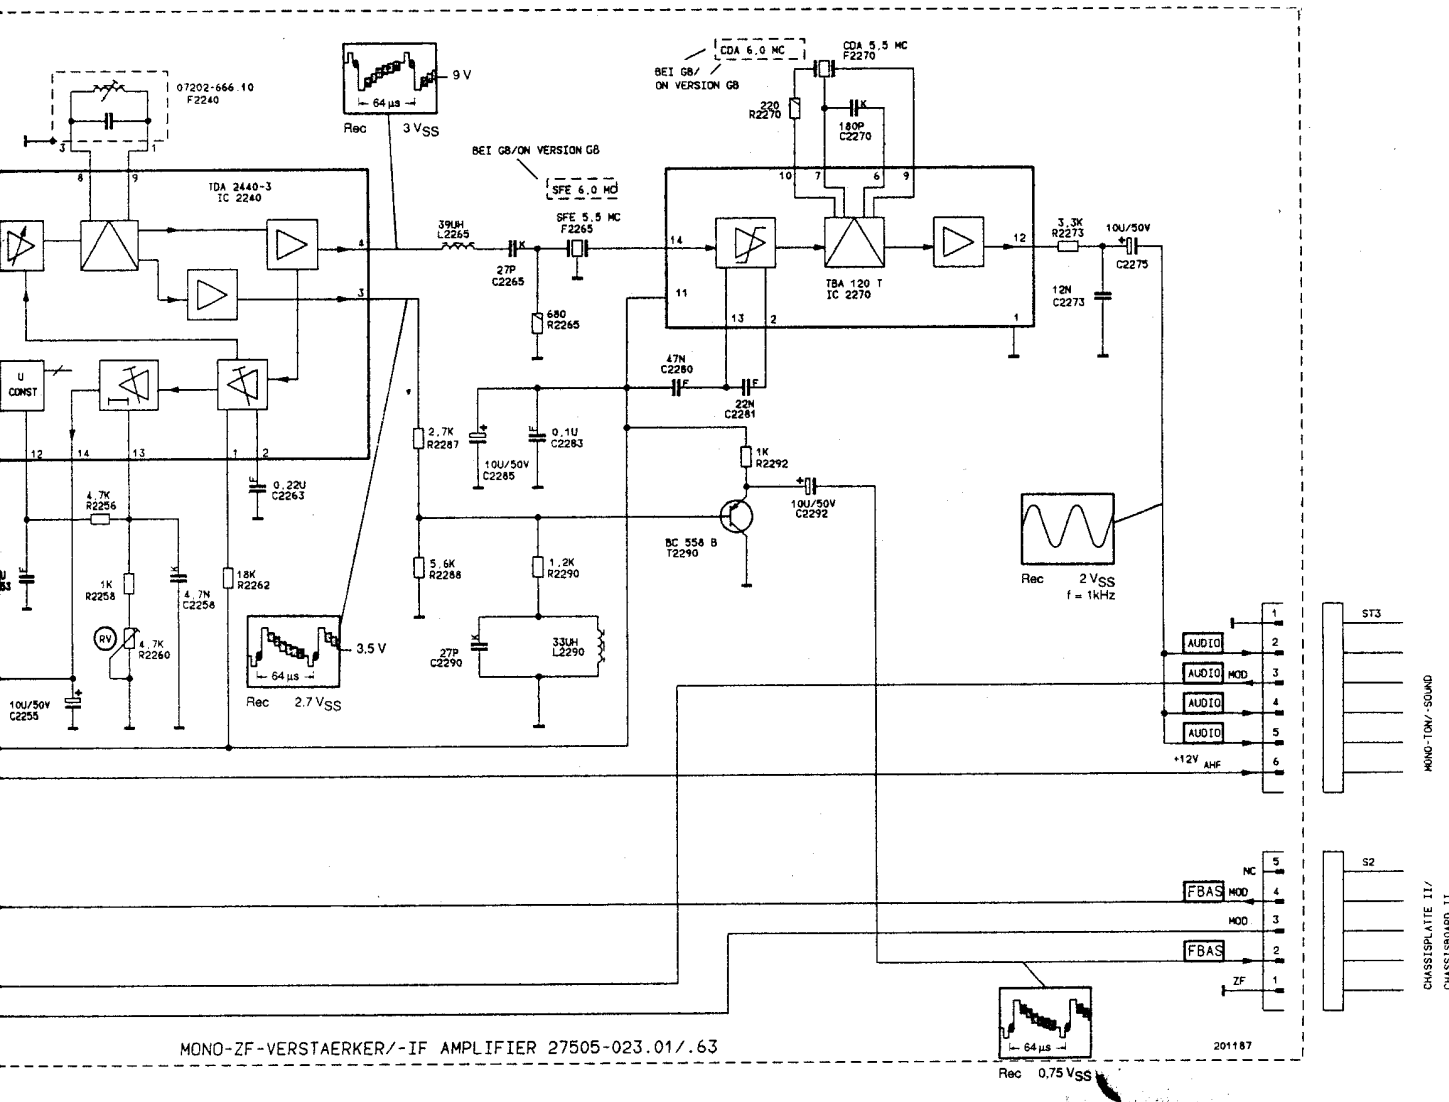 CDA 6,0 MC
CDA 5,5 MC
F2270
BEI GB/
ON VERSION GB
9 V
64 µs
Rec 3 VSS
07202-666.10
F2240
3
1
8
9
220
R2270
180P
C2270
K
BEI GB/ON VERSION GB
SFE 6,0 MC
SFE 5,5 MC
F2265
10
7
6
9
TDA 2440-3
IC 2240
39UH
L2265
4
27P
C2265
K
14
TBA 120 T
IC 2270
12
3,3K
R2273
10U/50V
+
C2275
12N
C2273
3
680
R2265
11
13
2
1
U
CONST
47N
C2280
F
22N
C2281
F
2,7K
R2287
+
10U/50V
C2285
F
0,1U
C2283
1K
R2292
12
14
13
1
2
F
0,22U
C2263
4,7K
R2256
+
10U/50V
C2292
BC 558 B
T2290
Rec 2 VSS
f = 1kHz
F
1K
R2258
K
4,7N
C2258
18K
R2262
5,6K
R2288
1,2K
R2290
RV
4,7K
R2260
3,5 V
64 µs
Rec 2.7 VSS
K
27P
C2290
33UH
L2290
10U/50V
C2255
+
1
ST3
AUDIO 2
AUDIO MOD 3
AUDIO 4
AUDIO 5
+12V AHF 6
MONO-TON/-SOUND
NC 5
S2
FBAS MOD 4
MOD 3
FBAS 2
ZF 1
CHASSISPLATTE II/
CHASSISBOARD II
64 µs
Rec 0,75 VSS
MONO-ZF-VERSTAERKER/-IF AMPLIFIER 27505-023.01/.63
201187